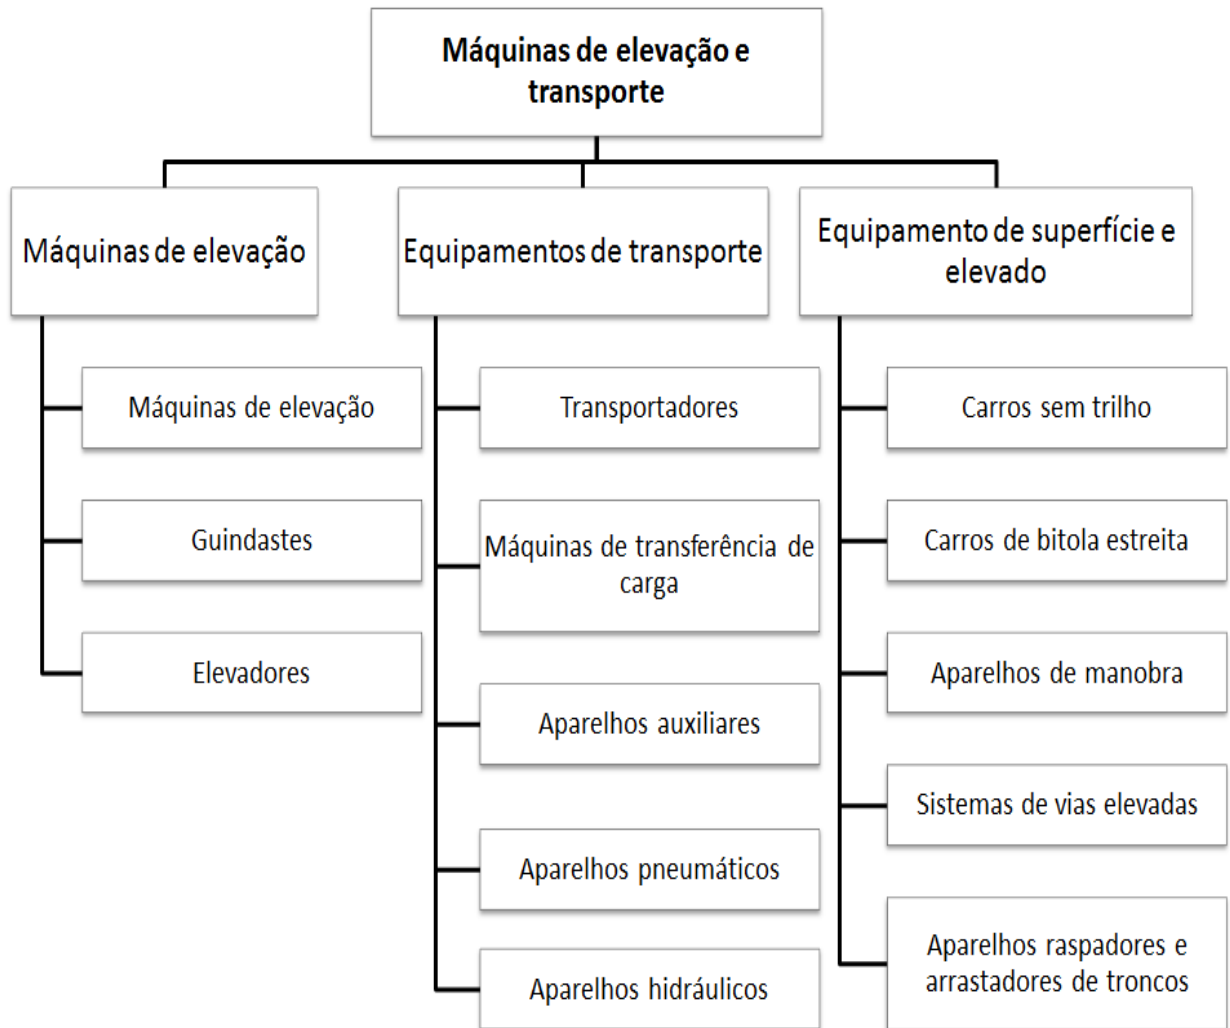 Máquinas de elevação e
transporte
Máquinas de elevação
Máquinas de elevação
Guindastes
Elevadores
Equipamentos de transporte
Transportadores
Máquinas de transferência de
carga
Aparelhos auxiliares
Aparelhos pneumáticos
Aparelhos hidráulicos
Equipamento de superfície e
elevado
Carros sem trilho
Carros de bitola estreita
Aparelhos de manobra
Sistemas de vias elevadas
Aparelhos raspadores e
arrastadores de troncos